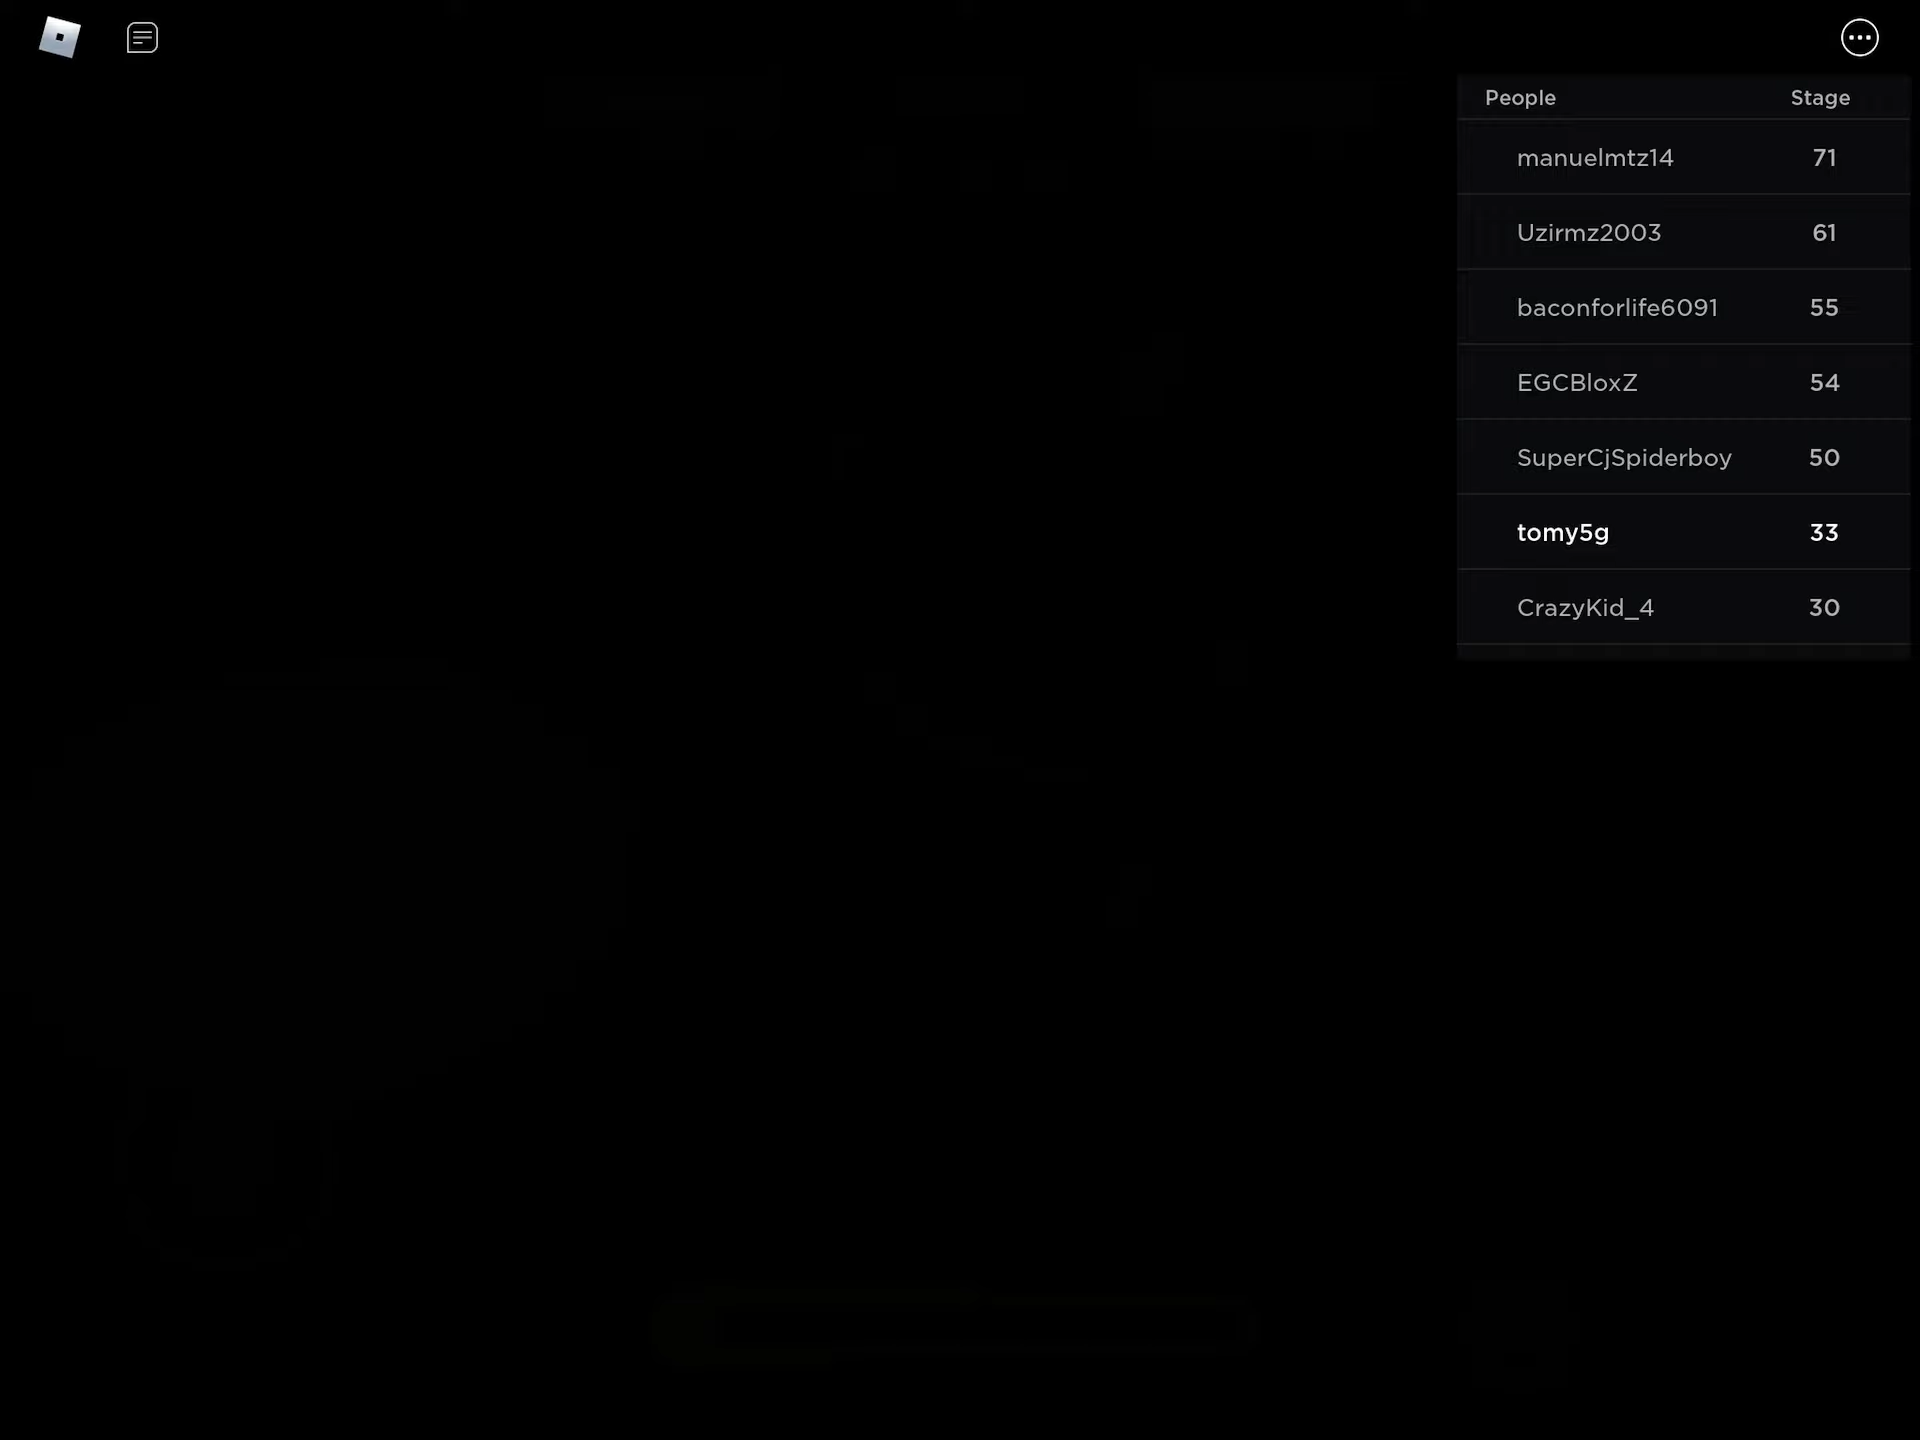 People Stage
manuelmtz14 71
Uzirmz2003 61
baconforlife6091 55
EGCBloxZ 54
SuperCjSpiderboy 50
tomy5g 33
CrazyKid_4 30